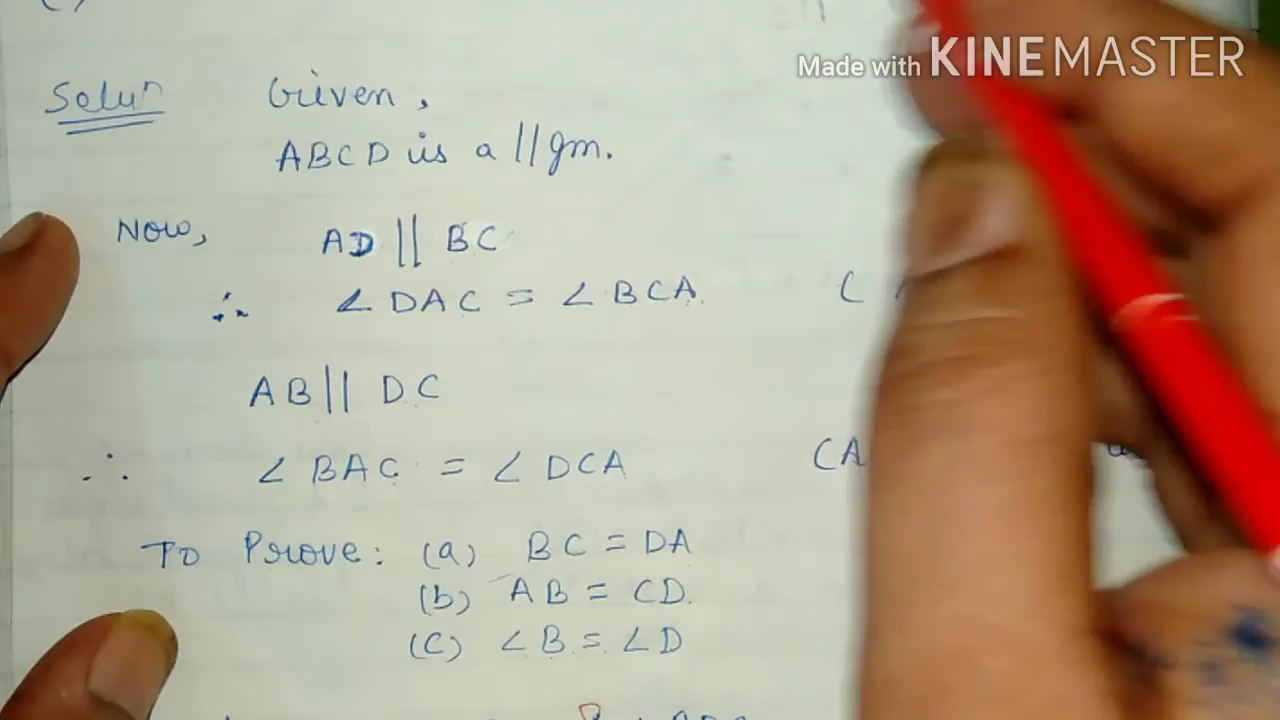 Made with KINEMASTER
Solun Given,
ABCD is a ||gm.
Now, AD || BC
∴ ∠DAC = ∠BCA (
AB || DC
∴ ∠BAC = ∠DCA (A
To Prove: (a) BC = DA
(b) AB = CD.
(c) ∠B = ∠D